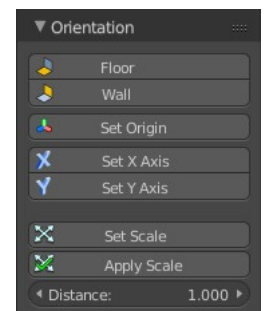 Orientation
Floor
Wall
Set Origin
Set X Axis
Set Y Axis
Set Scale
Apply Scale
Distance: 1.000